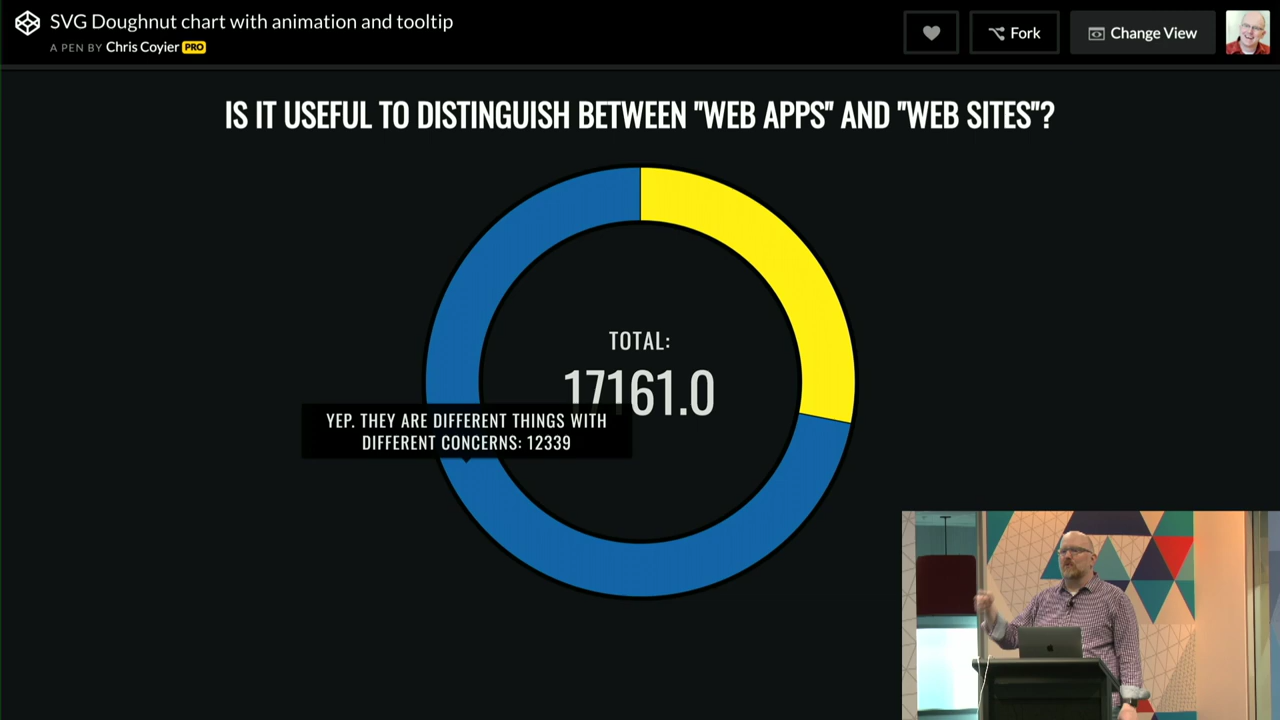 SVG Doughnut chart with animation and tooltip
A PEN BY Chris Coyier PRO
Fork
Change View
IS IT USEFUL TO DISTINGUISH BETWEEN "WEB APPS" AND "WEB SITES"?
TOTAL:
17161.0
YEP. THEY ARE DIFFERENT THINGS WITH
DIFFERENT CONCERNS: 12339